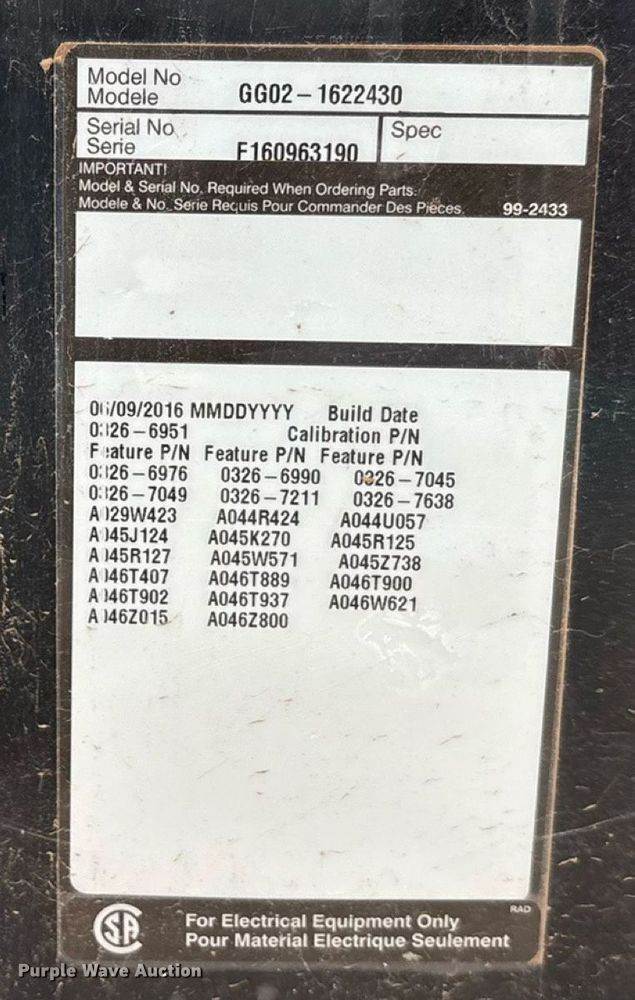 Model No
Modele GG02-1622430
Serial No Spec
Serie F160963190
IMPORTANT!
Model & Serial No. Required When Ordering Parts.
Modele & No. Serie Requis Pour Commander Des Pièces. 99-2433
06/09/2016 MMDDYYYY Build Date
0326-6951 Calibration P/N
Feature P/N Feature P/N Feature P/N
0326-6976 0326-6990 0326-7045
0326-7049 0326-7211 0326-7638
A029W423 A044R424 A044U057
A045J124 A045K270 A045R125
A045R127 A045W571 A045Z738
A046T407 A046T889 A046T900
A046T902 A046T937 A046W621
A046Z015 A046Z800
RAD
SA For Electrical Equipment Only
Pour Material Electrique Seulement
Purple Wave Auction